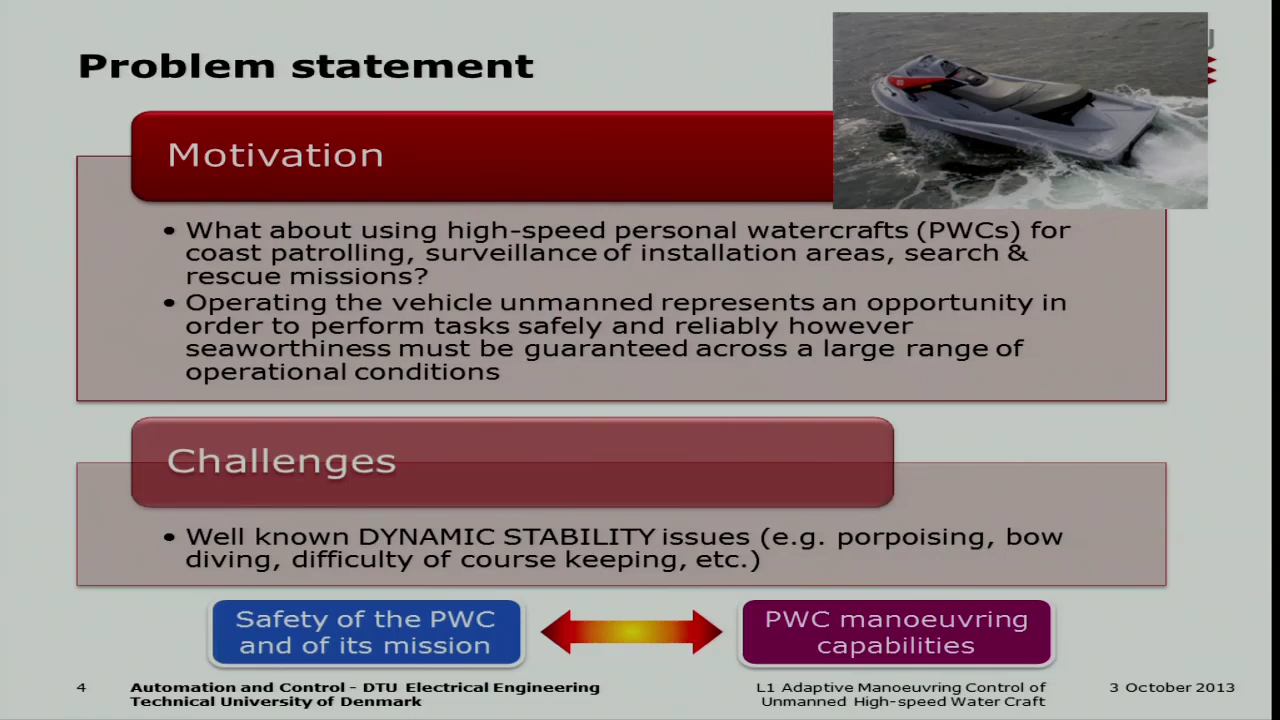 Problem statement
Motivation
• What about using high-speed personal watercrafts (PWCs) for
coast patrolling, surveillance of installation areas, search &
rescue missions?
• Operating the vehicle unmanned represents an opportunity in
order to perform tasks safely and reliably however
seaworthiness must be guaranteed across a large range of
operational conditions
Challenges
• Well known DYNAMIC STABILITY issues (e.g. porpoising, bow
diving, difficulty of course keeping, etc.)
Safety of the PWC
and of its mission
PWC manoeuvring
capabilities
4
Automation and Control - DTU Electrical Engineering
Technical University of Denmark
L1 Adaptive Manoeuvring Control of
Unmanned High-speed Water Craft
3 October 2013